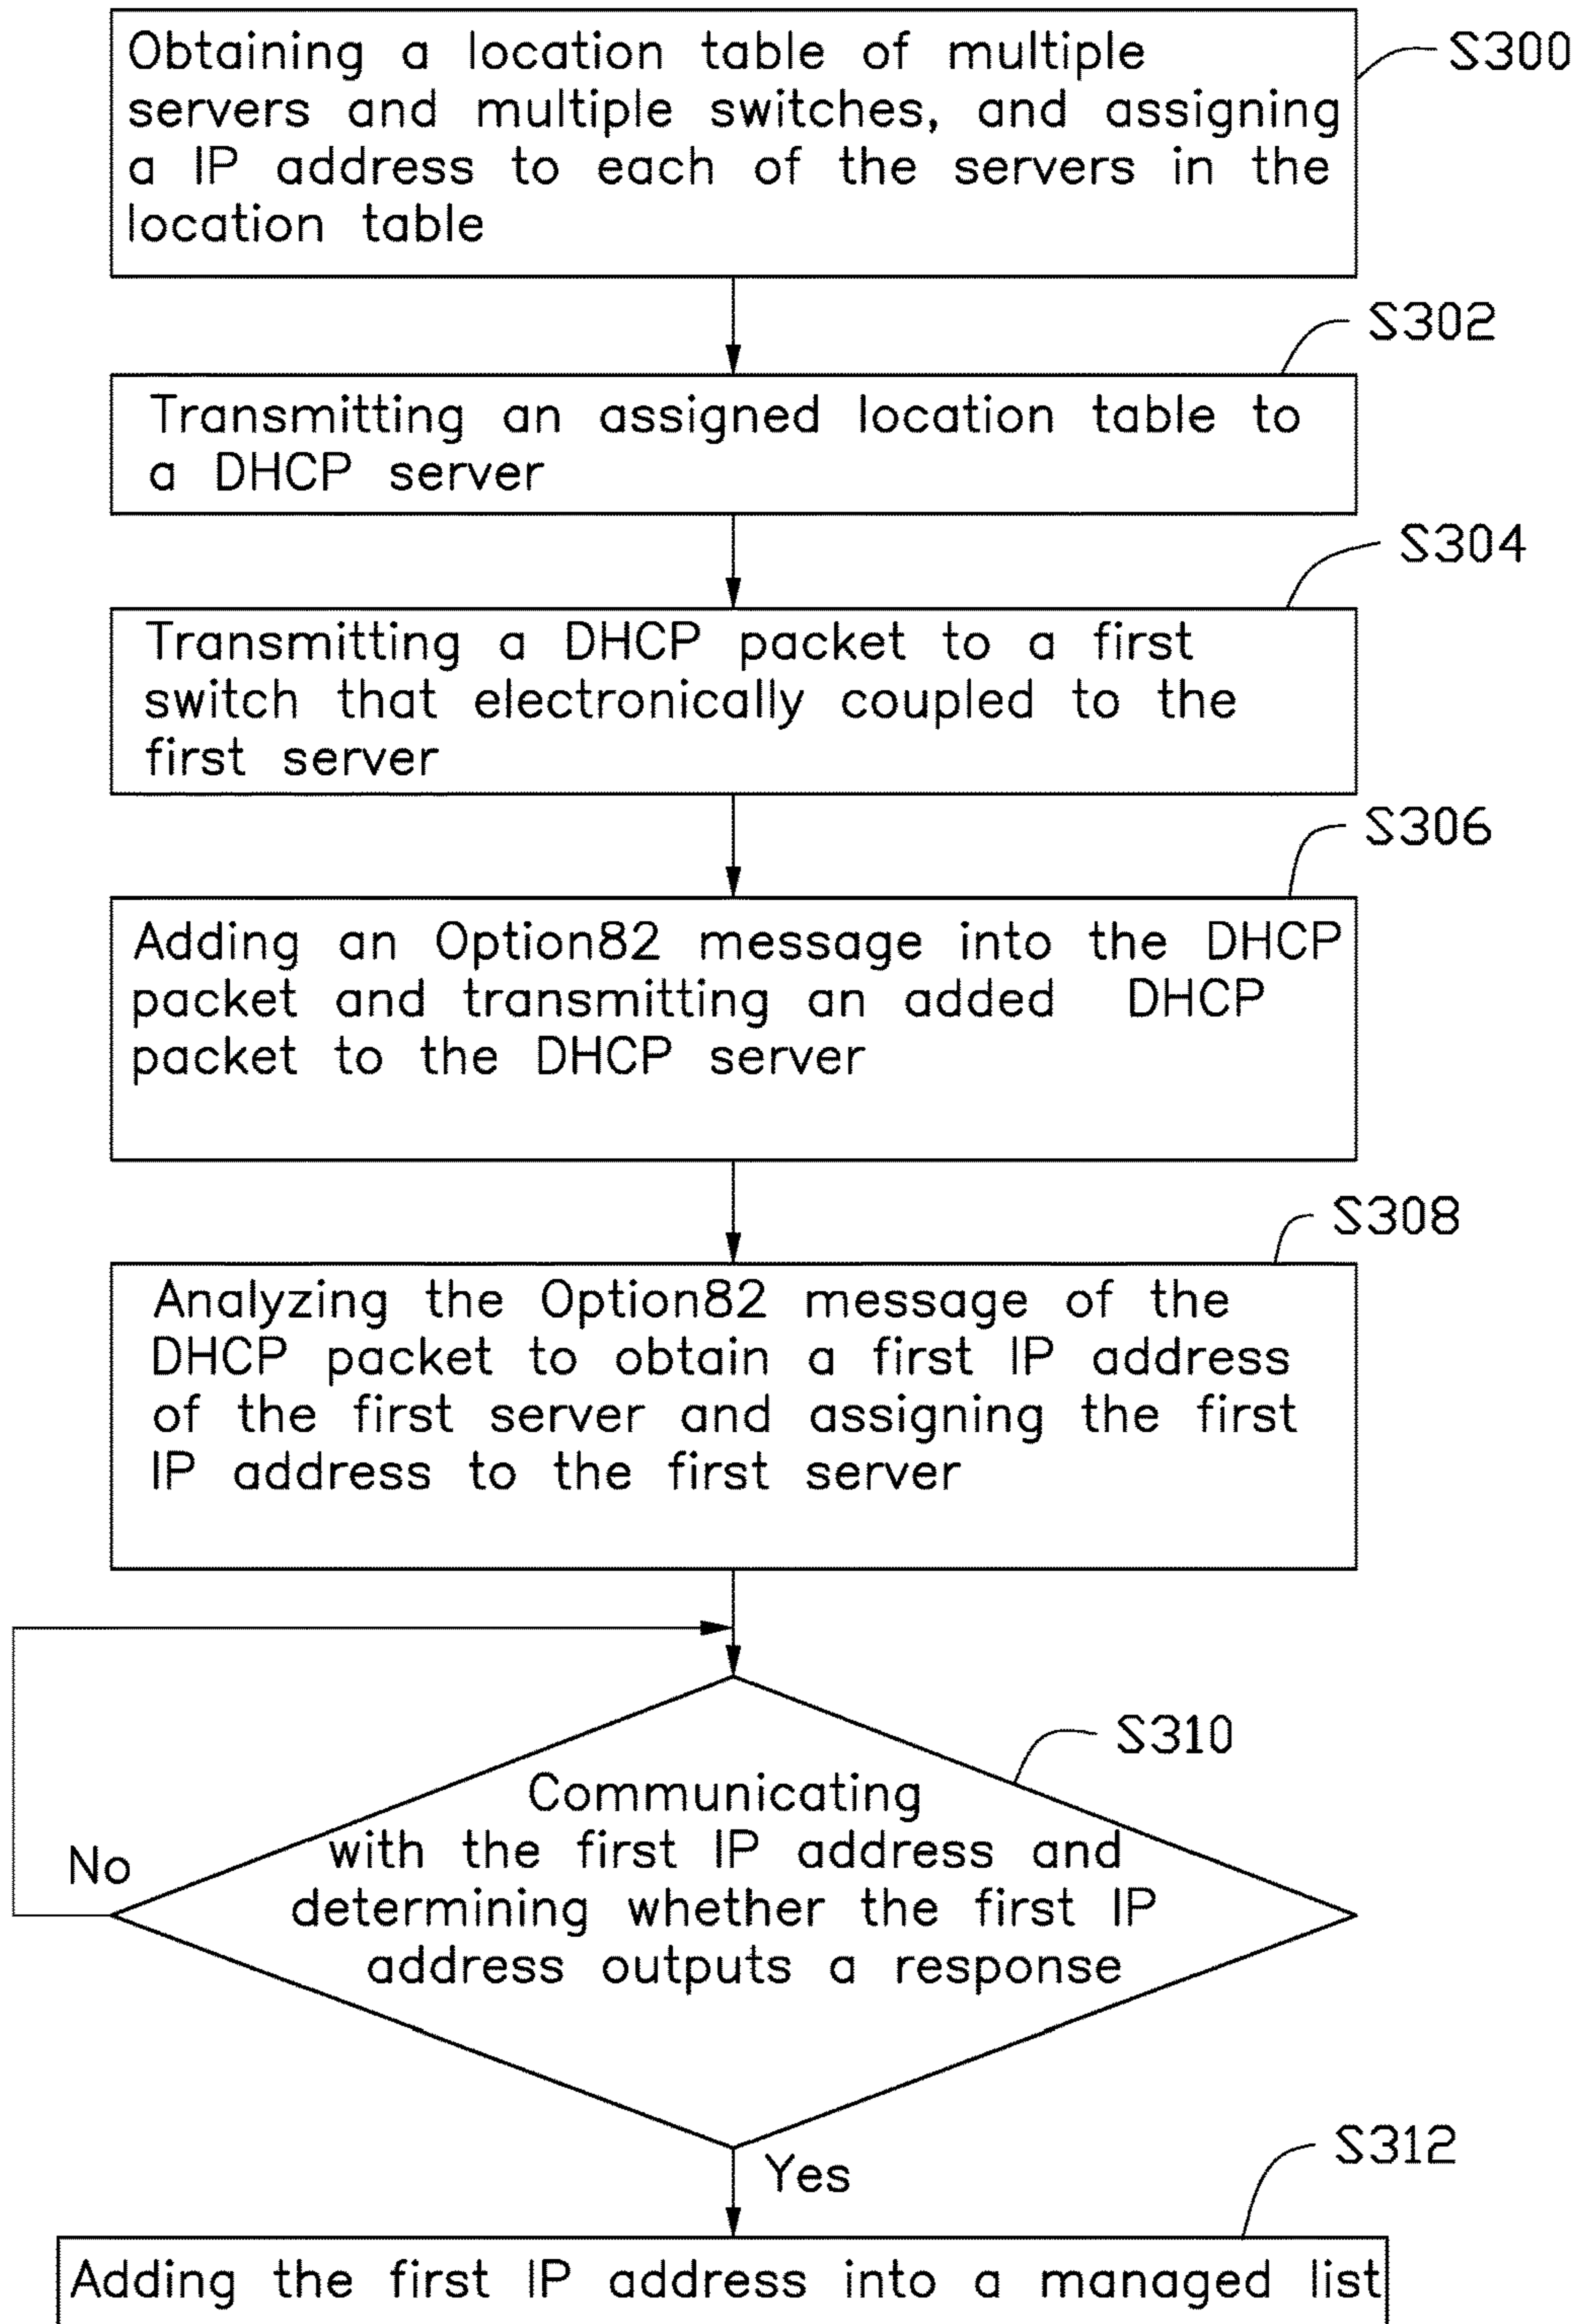 Obtaining a location table of multiple
servers and multiple switches, and assigning
a IP address to each of the servers in the
location table
S300
S302
Transmitting an assigned location table to
a DHCP server
S304
Transmitting a DHCP packet to a first
switch that electronically coupled to the
first server
S306
Adding an Option82 message into the DHCP
packet and transmitting an added DHCP
packet to the DHCP server
S308
Analyzing the Option82 message of the
DHCP packet to obtain a first IP address
of the first server and assigning the first
IP address to the first server
S310
Communicating
with the first IP address and
determining whether the first IP
address outputs a response
No
Yes
S312
Adding the first IP address into a managed list